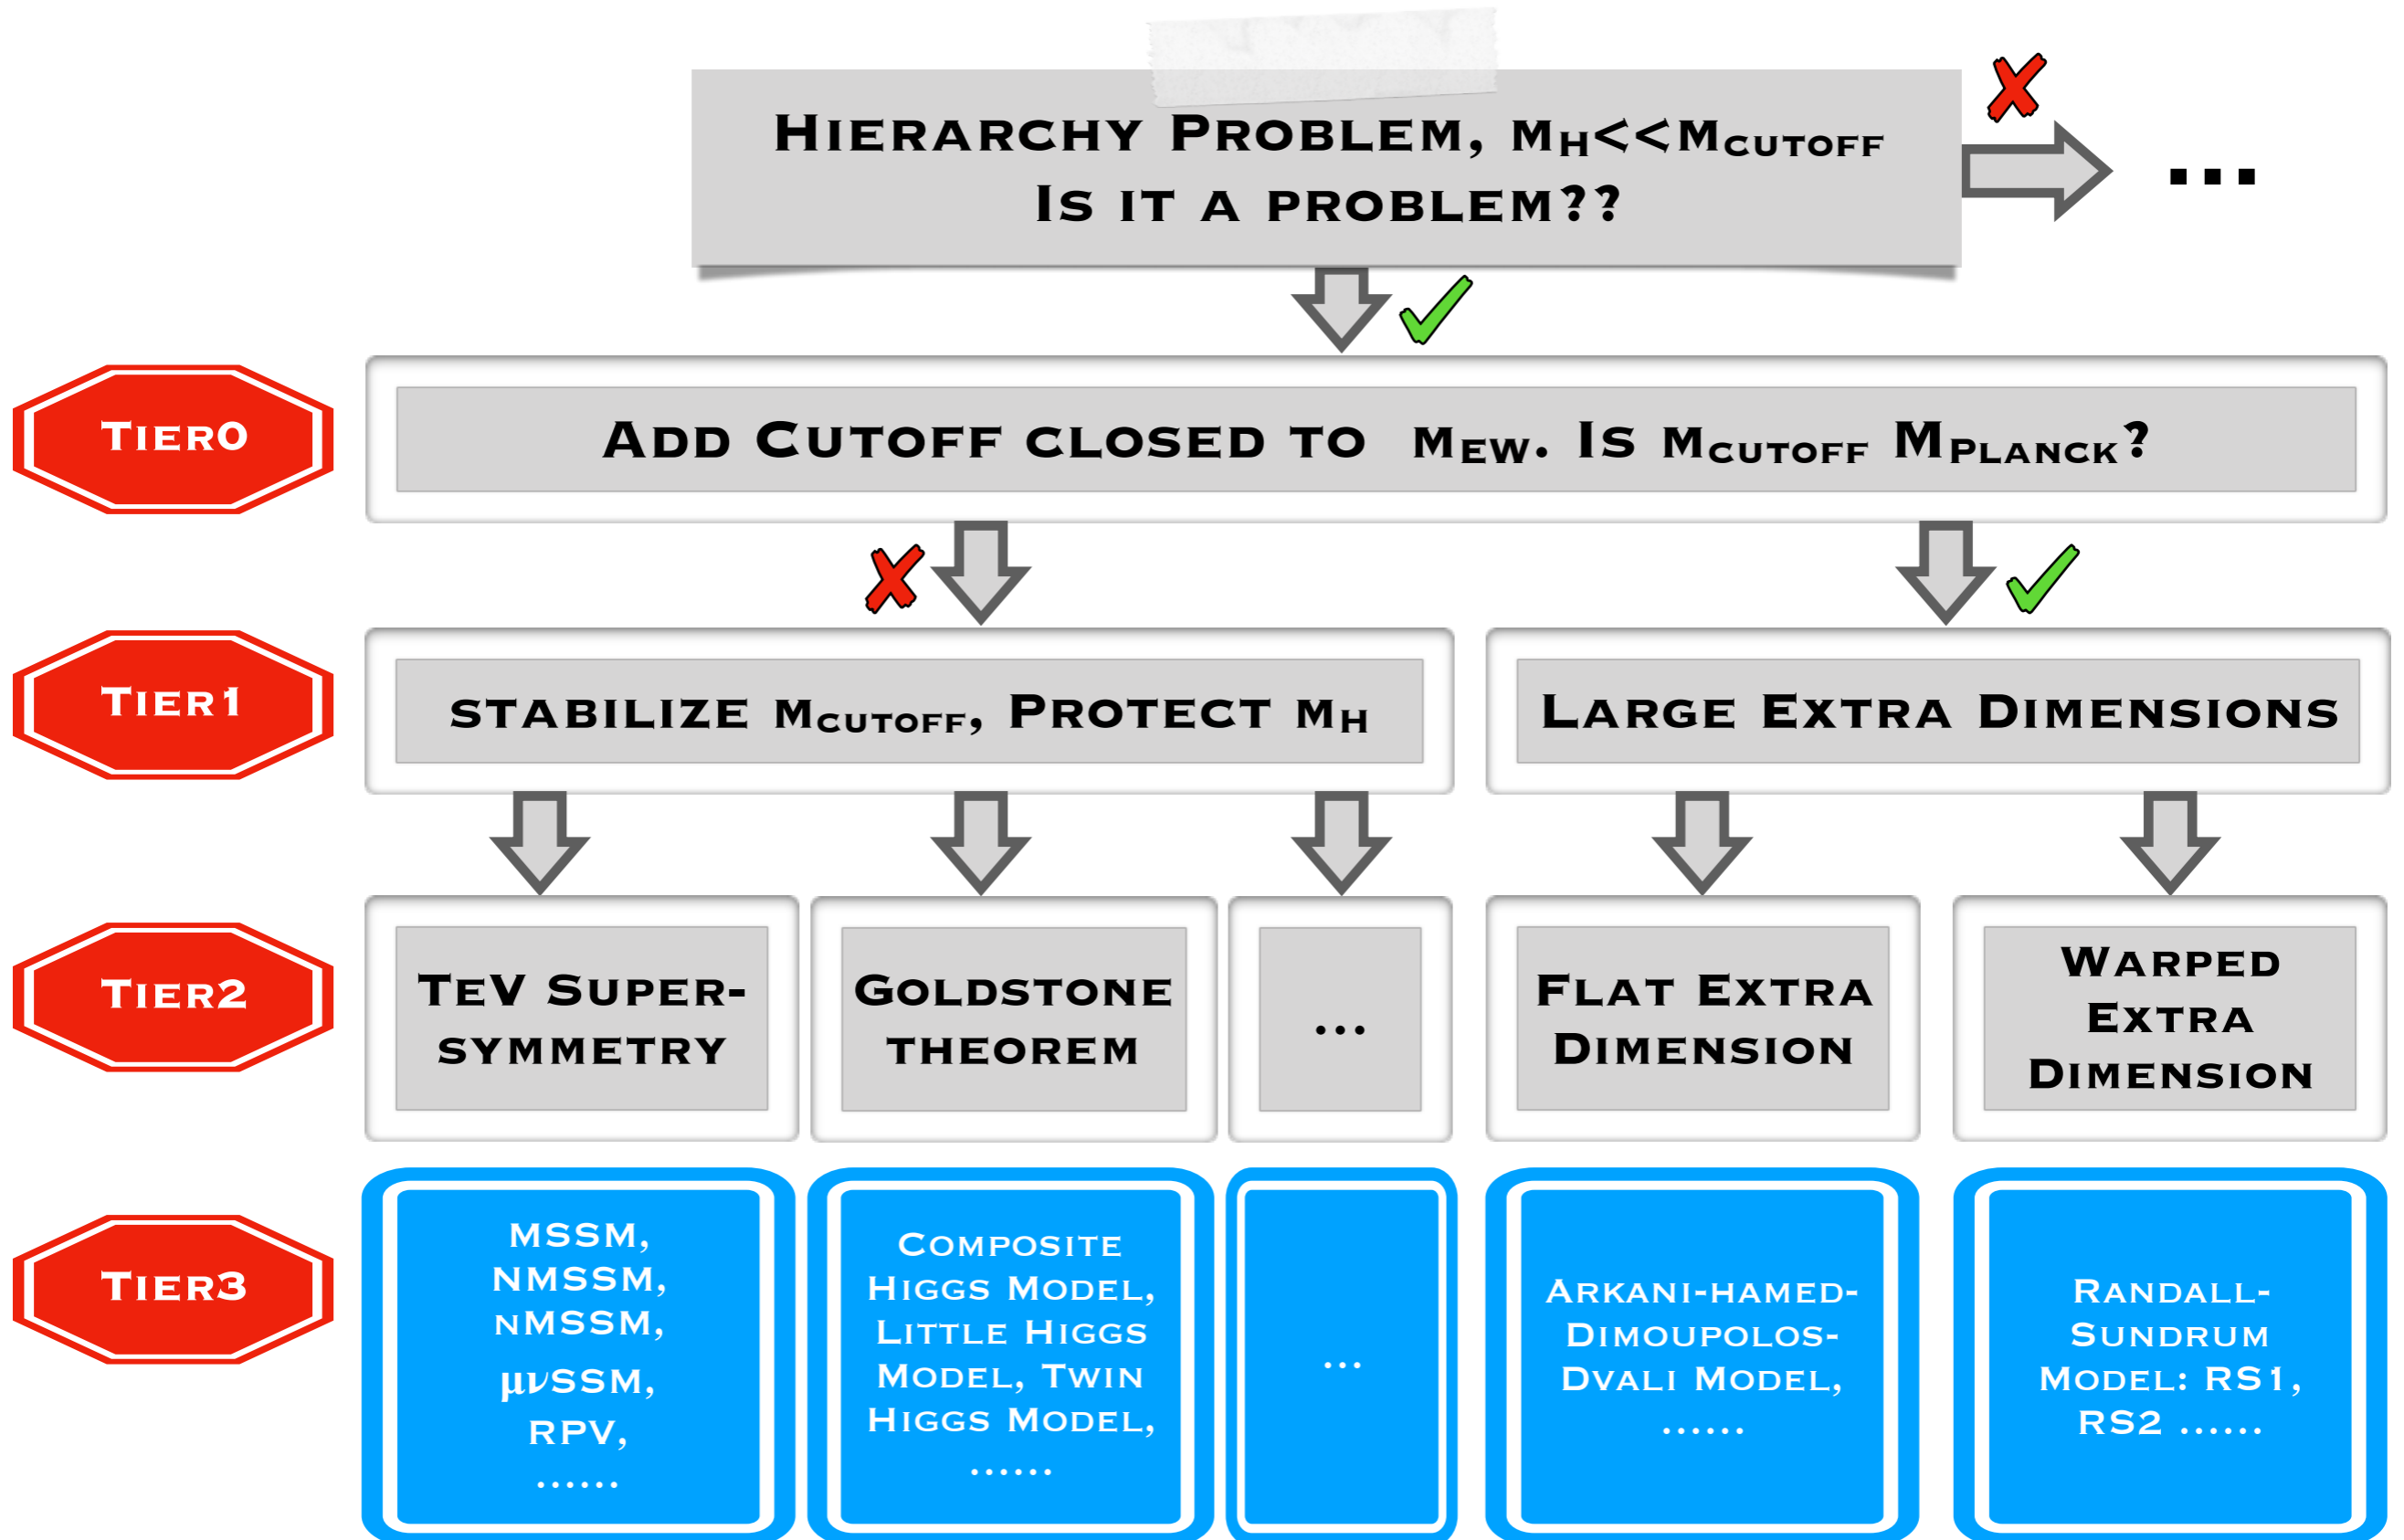 Hierarchy Problem, mH<<mcutoff
Is it a problem??
...
Tier0
Add Cutoff closed to mEW. Is mcutoff MPlanck?
Tier1
stabilize mcutoff, Protect mH
Large Extra Dimensions
Tier2
TeV Super-
symmetry
Goldstone
theorem
...
Flat Extra
Dimension
Warped
Extra
Dimension
Tier3
MSSM,
NMSSM,
nMSSM,
μνSSM,
RPV,
......
Composite
Higgs Model,
Little Higgs
Model, Twin
Higgs Model,
......
...
Arkani-hamed-
Dimoupolos-
Dvali Model,
......
Randall-
Sundrum
Model: RS1,
RS2 ......